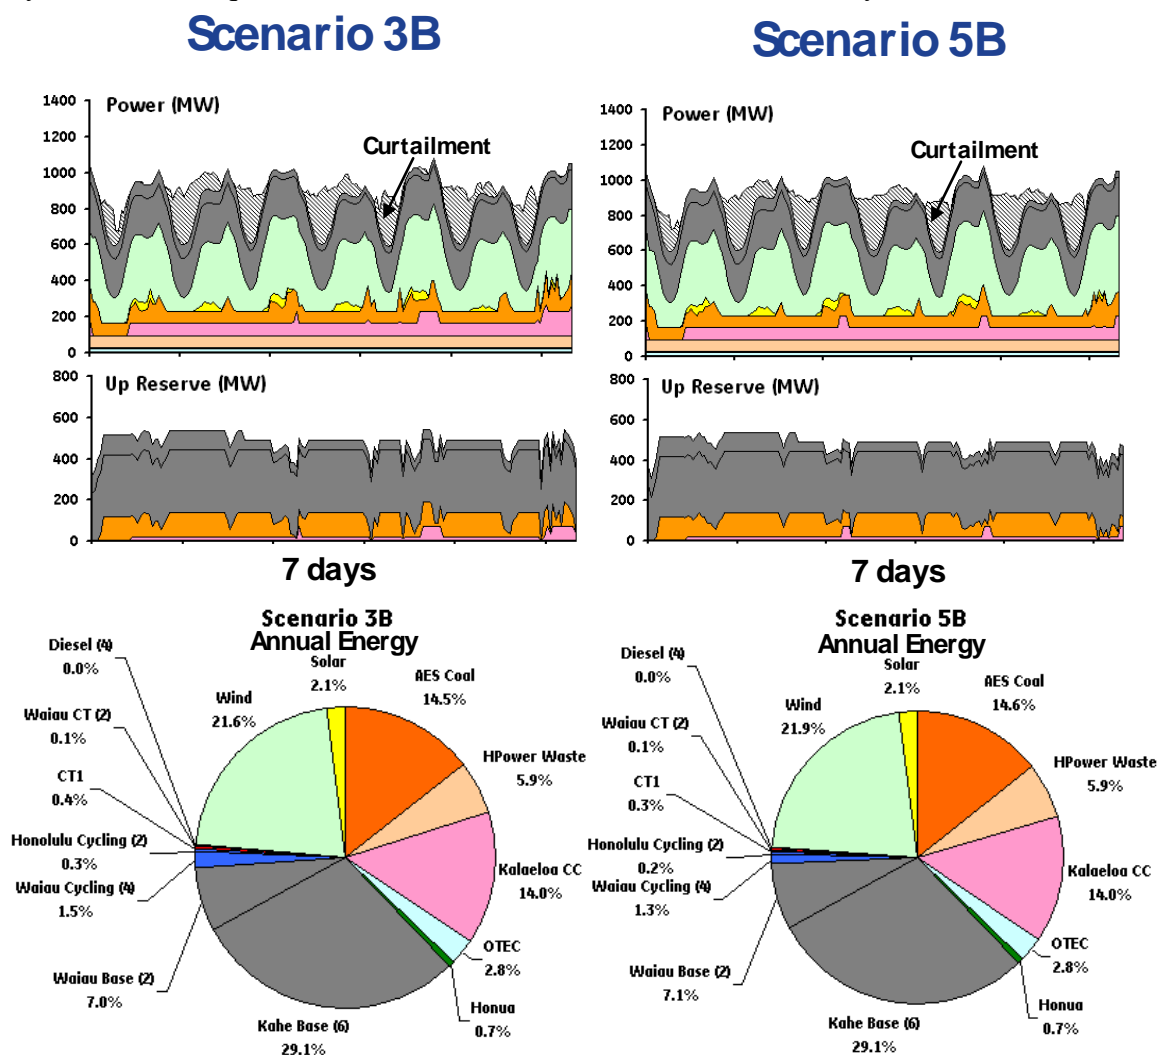 Scenario 3B
Scenario 5B
Power (MW)
1400
1200
1000
800
600
400
200
0
Curtailment
Power (MW)
1400
1200
1000
800
600
400
200
0
Curtailment
Up Reserve (MW)
800
600
400
200
0
7 days
Up Reserve (MW)
800
600
400
200
0
7 days
Scenario 3B
Annual Energy
Solar
2.1%
AES Coal
14.5%
HPower Waste
5.9%
Kalaeloa CC
14.0%
OTEC
2.8%
Honua
0.7%
Kahe Base (6)
29.1%
Waiau Base (2)
7.0%
Waiau Cycling (4)
1.5%
Honolulu Cycling (2)
0.3%
CT1
0.4%
Waiau CT (2)
0.1%
Diesel (4)
0.0%
Wind
21.6%
Scenario 5B
Annual Energy
Solar
2.1%
AES Coal
14.6%
HPower Waste
5.9%
Kalaeloa CC
14.0%
OTEC
2.8%
Honua
0.7%
Kahe Base (6)
29.1%
Waiau Base (2)
7.1%
Waiau Cycling (4)
1.3%
Honolulu Cycling (2)
0.2%
CT1
0.3%
Waiau CT (2)
0.1%
Diesel (4)
0.0%
Wind
21.9%